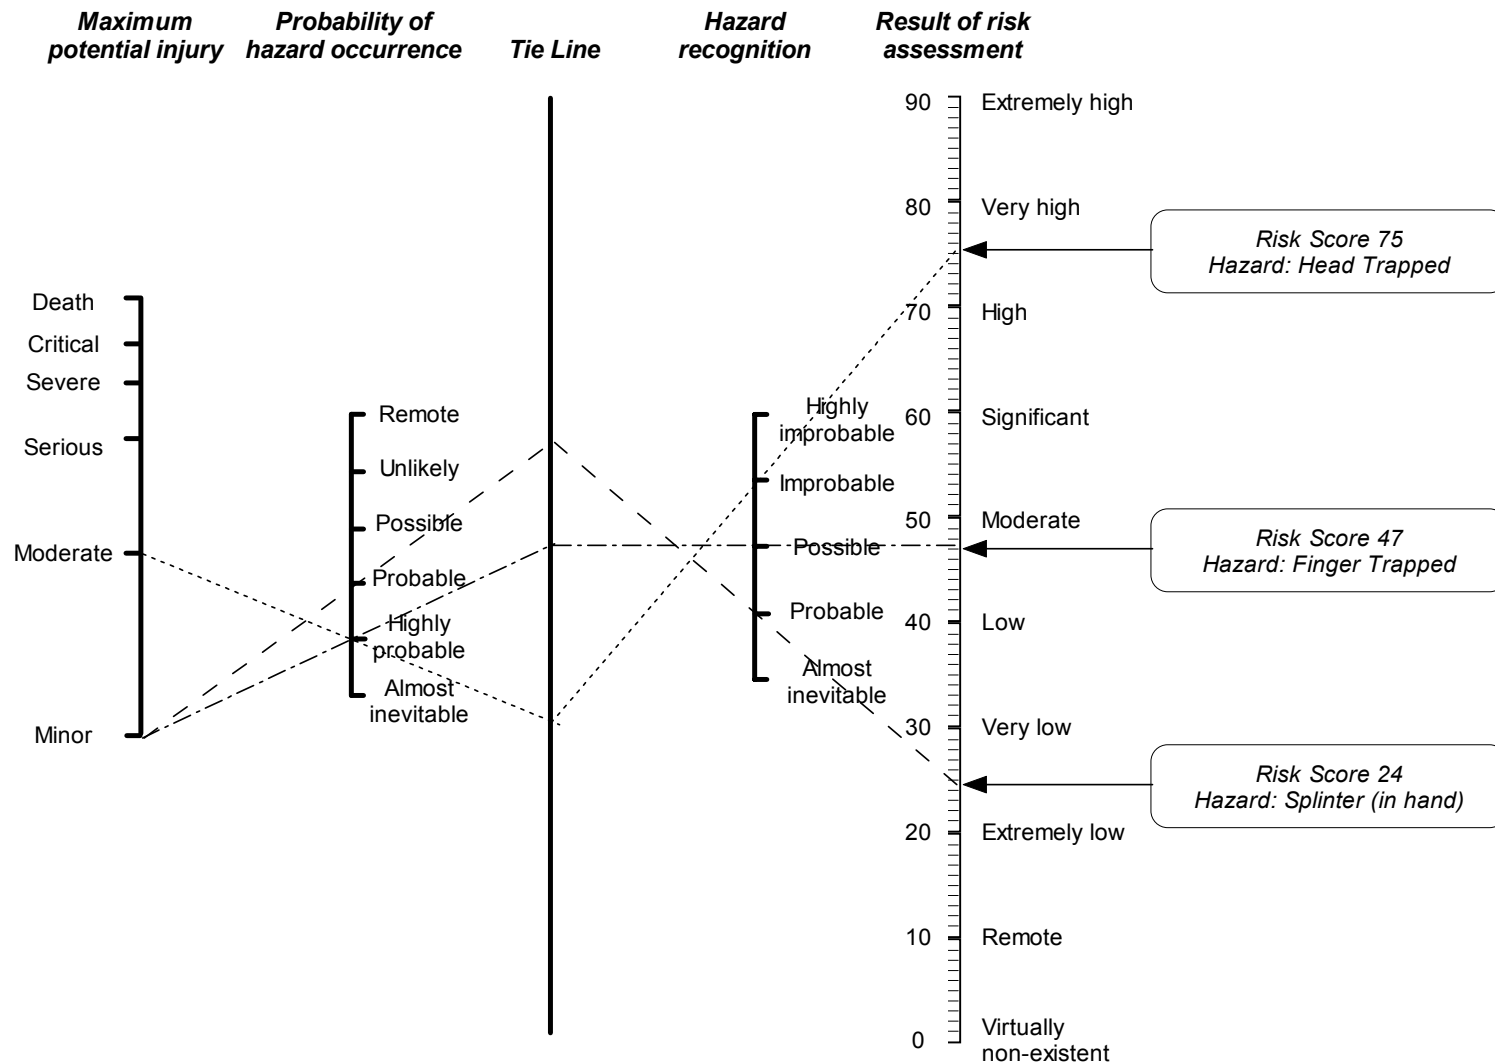 Maximum
potential injury
Probability of
hazard occurrence
Tie Line
Hazard
recognition
Result of risk
assessment
Death
Critical
Severe
Serious
Moderate
Minor
Remote
Unlikely
Possible
Probable
Highly
probable
Almost
inevitable
Highly
improbable
Improbable
Possible
Probable
Almost
inevitable
90 Extremely high
80 Very high
70 High
60 Significant
50 Moderate
40 Low
30 Very low
20 Extremely low
10 Remote
0 Virtually
non-existent
Risk Score 75
Hazard: Head Trapped
Risk Score 47
Hazard: Finger Trapped
Risk Score 24
Hazard: Splinter (in hand)